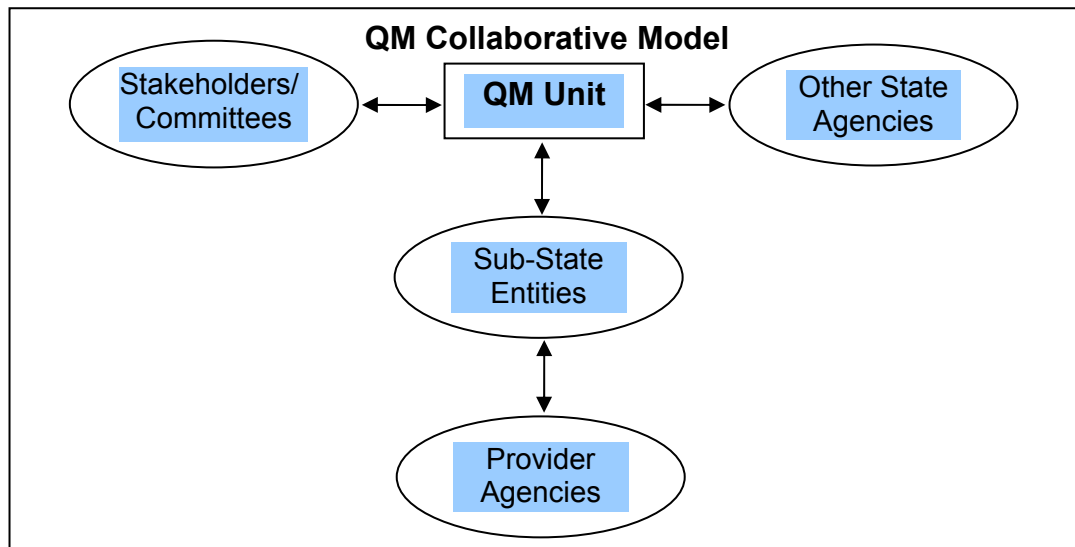 QM Collaborative Model
Stakeholders/
Committees
QM Unit
Other State
Agencies
Sub-State
Entities
Provider
Agencies